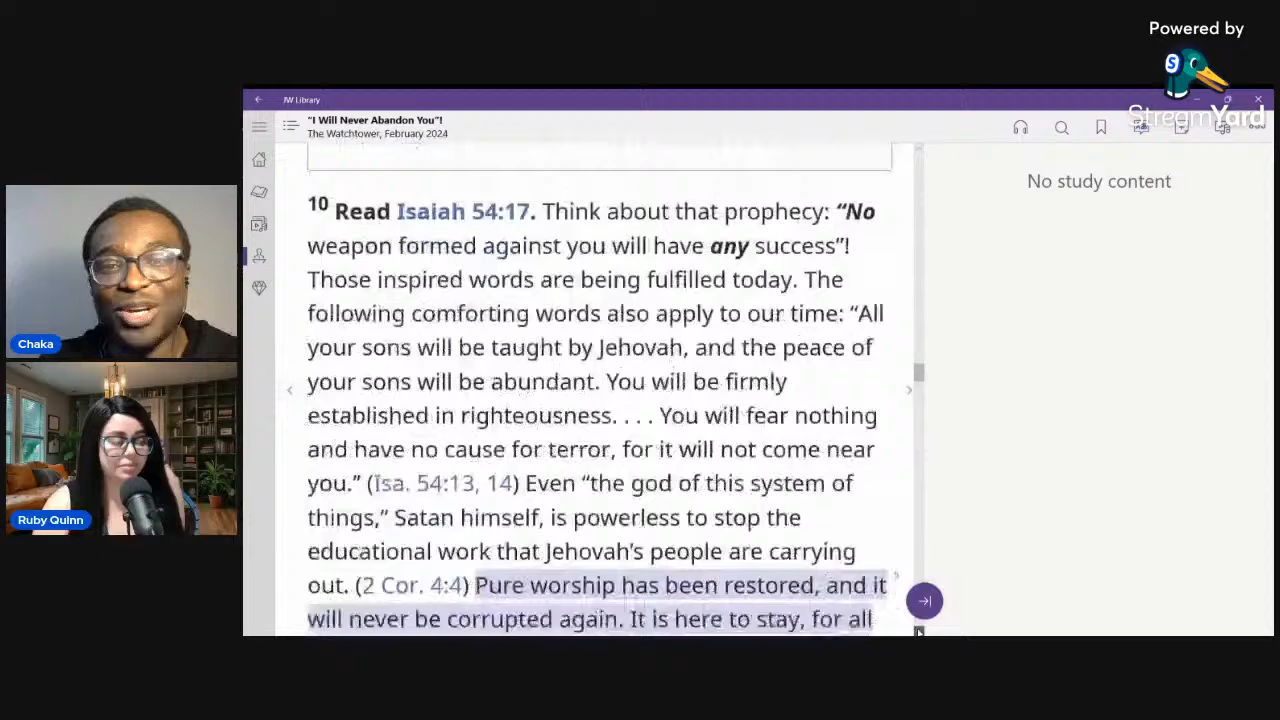 Powered by
StreamYard
JW Library
"I Will Never Abandon You"!
The Watchtower, February 2024
No study content
10 Read Isaiah 54:17. Think about that prophecy: “No
weapon formed against you will have any success”!
Those inspired words are being fulfilled today. The
following comforting words also apply to our time: “All
your sons will be taught by Jehovah, and the peace of
your sons will be abundant. You will be firmly
established in righteousness. . . . You will fear nothing
and have no cause for terror, for it will not come near
you.” (Isa. 54:13, 14) Even “the god of this system of
things,” Satan himself, is powerless to stop the
educational work that Jehovah’s people are carrying
out. (2 Cor. 4:4) Pure worship has been restored, and it
will never be corrupted again. It is here to stay, for all
Chaka
Ruby Quinn